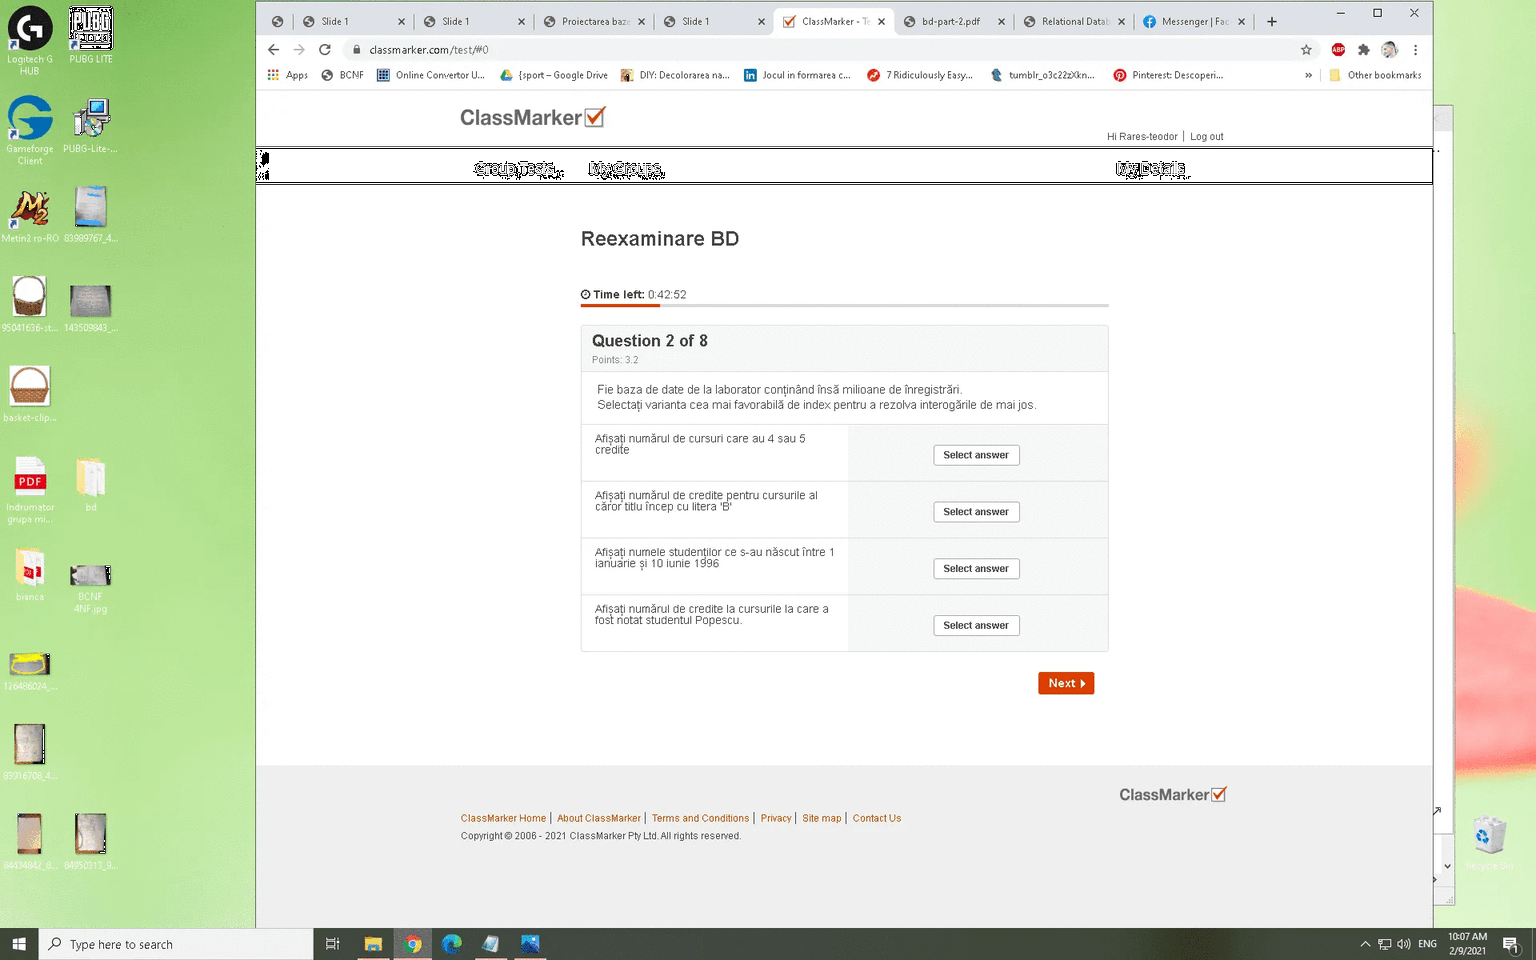 Logitech G
HUB
PUBG LITE
Gameforge
Client
PUBG-Lite-...
Metin2 ro-RO
83989767_4...
95041636-st...
143509843_...
basket-clip...
PDF
Indrumator
grupa mi...
bd
bianca
BCNF
4NF.jpg
126486024_...
83916708_4...
84434842_8...
84950313_9...
Slide 1
Slide 1
Proiectarea baze
Slide 1
ClassMarker - Te
bd-part-2.pdf
Relational Datab
Messenger | Fac
classmarker.com/test/#0
ABP
Apps
BCNF
Online Convertor U...
{sport – Google Drive
DIY: Decolorarea na...
Jocul in formarea c...
7 Ridiculously Easy...
tumblr_o3c22zXkn...
Pinterest: Descoperi...
»
Other bookmarks
ClassMarker
Hi Rares-teodor | Log out
Group Tests
My Groups
My Details
Reexaminare BD
Time left: 0:42:52
Question 2 of 8
Points: 3.2
Fie baza de date de la laborator conținând însă milioane de înregistrări.
Selectați varianta cea mai favorabilă de index pentru a rezolva interogările de mai jos.
Afișați numărul de cursuri care au 4 sau 5
credite
Select answer
Afișați numărul de credite pentru cursurile al
căror titlu încep cu litera 'B'
Select answer
Afișați numele studenților ce s-au născut între 1
ianuarie și 10 iunie 1996
Select answer
Afișați numărul de credite la cursurile la care a
fost notat studentul Popescu.
Select answer
Next
ClassMarker
ClassMarker Home | About ClassMarker | Terms and Conditions | Privacy | Site map | Contact Us
Copyright © 2006 - 2021 ClassMarker Pty Ltd. All rights reserved.
Recycle Bin
Type here to search
ENG
10:07 AM
2/9/2021
1